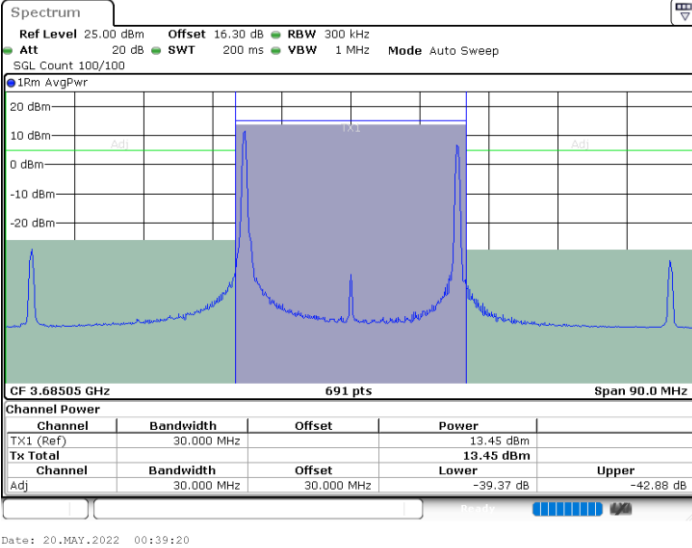 Spectrum
Ref Level 25.00 dBm Offset 16.30 dB RBW 300 kHz
Att 20 dB SWT 200 ms VBW 1 MHz Mode Auto Sweep
SGL Count 100/100
1Rm AvgPwr
20 dBm
TX1
10 dBm
Adj Adj
0 dBm
-10 dBm
-20 dBm
CF 3.68505 GHz 691 pts Span 90.0 MHz
Channel Power
Channel Bandwidth Offset Power
TX1 (Ref) 30.000 MHz 13.45 dBm
Tx Total 13.45 dBm
Channel Bandwidth Offset Lower Upper
Adj 30.000 MHz 30.000 MHz -39.37 dB -42.88 dB
Ready
Date: 20.MAY.2022 00:39:20